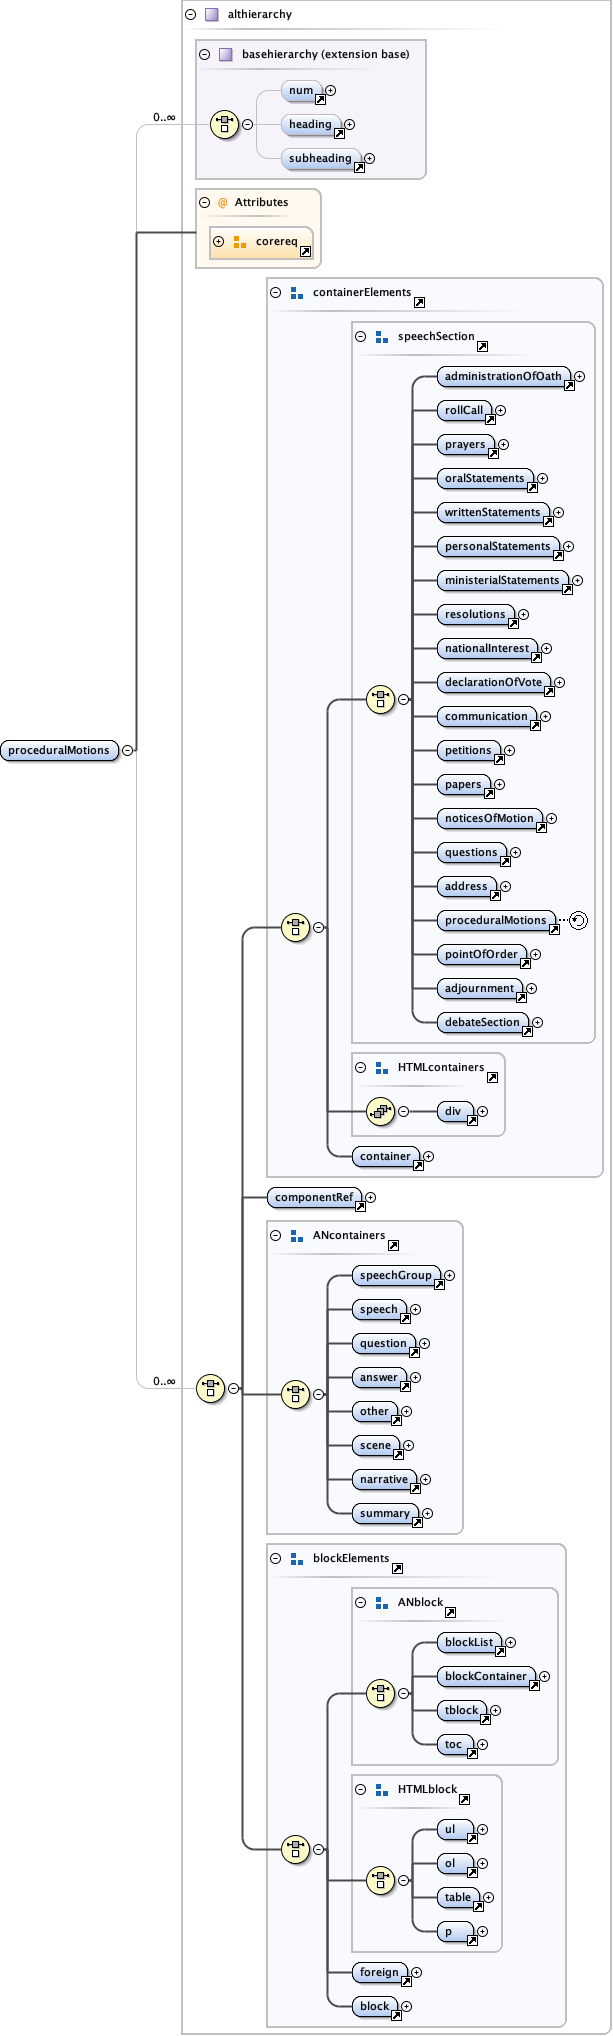 althierarchy
basehierarchy (extension base)
num
0..∞
heading
subheading
@ Attributes
corereq
containerElements
speechSection
administrationOfOath
rollCall
prayers
oralStatements
writtenStatements
personalStatements
ministerialStatements
resolutions
nationalInterest
declarationOfVote
communication
proceduralMotions
petitions
papers
noticesOfMotion
questions
address
proceduralMotions
pointOfOrder
adjournment
debateSection
HTMLcontainers
div
container
componentRef
ANcontainers
speechGroup
speech
question
answer
0..∞
other
scene
narrative
summary
blockElements
ANblock
blockList
blockContainer
tblock
toc
HTMLblock
ul
ol
table
p
foreign
block